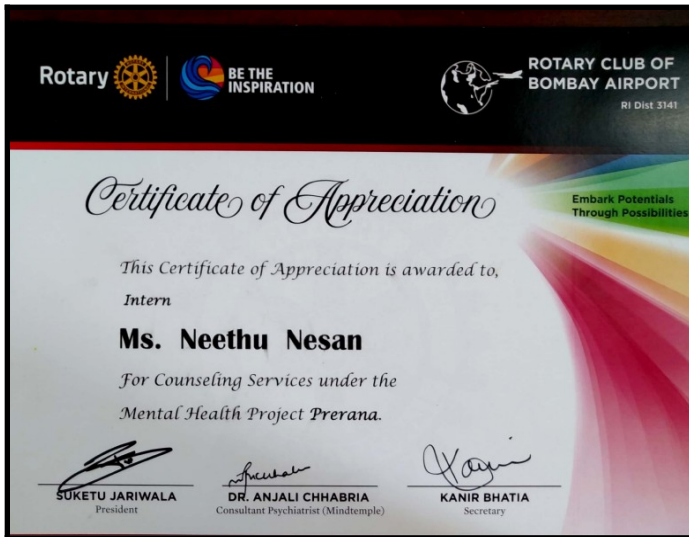 Rotary
BE THE
INSPIRATION
ROTARY CLUB OF
BOMBAY AIRPORT
RI Dist 3141
Certificate of Appreciation
Embark Potentials
Through Possibilities
This Certificate of Appreciation is awarded to,
Intern
Ms. Neethu Nesan
For Counseling Services under the
Mental Health Project Prerana.
SUKETU JARIWALA
President
DR. ANJALI CHHABRIA
Consultant Psychiatrist (Mindtemple)
KANIR BHATIA
Secretary